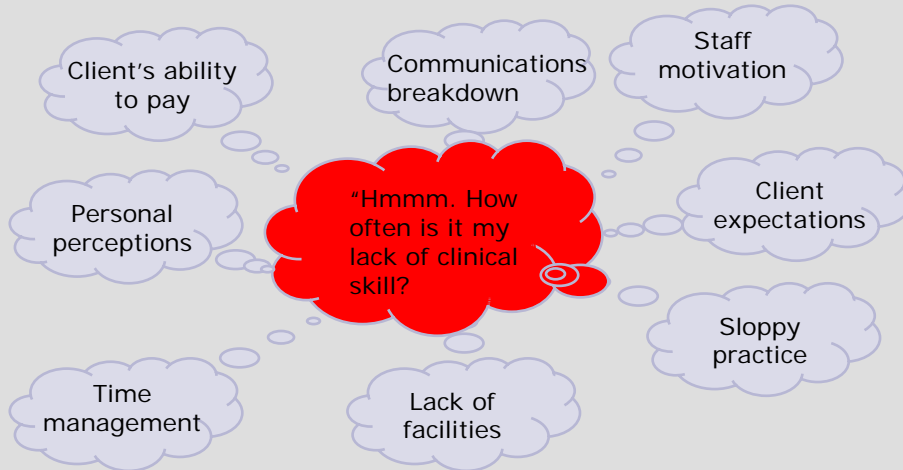 Client's ability
to pay
Communications
breakdown
Staff
motivation
Personal
perceptions
“Hmmm. How
often is it my
lack of clinical
skill?
Client
expectations
Sloppy
practice
Time
management
Lack of
facilities